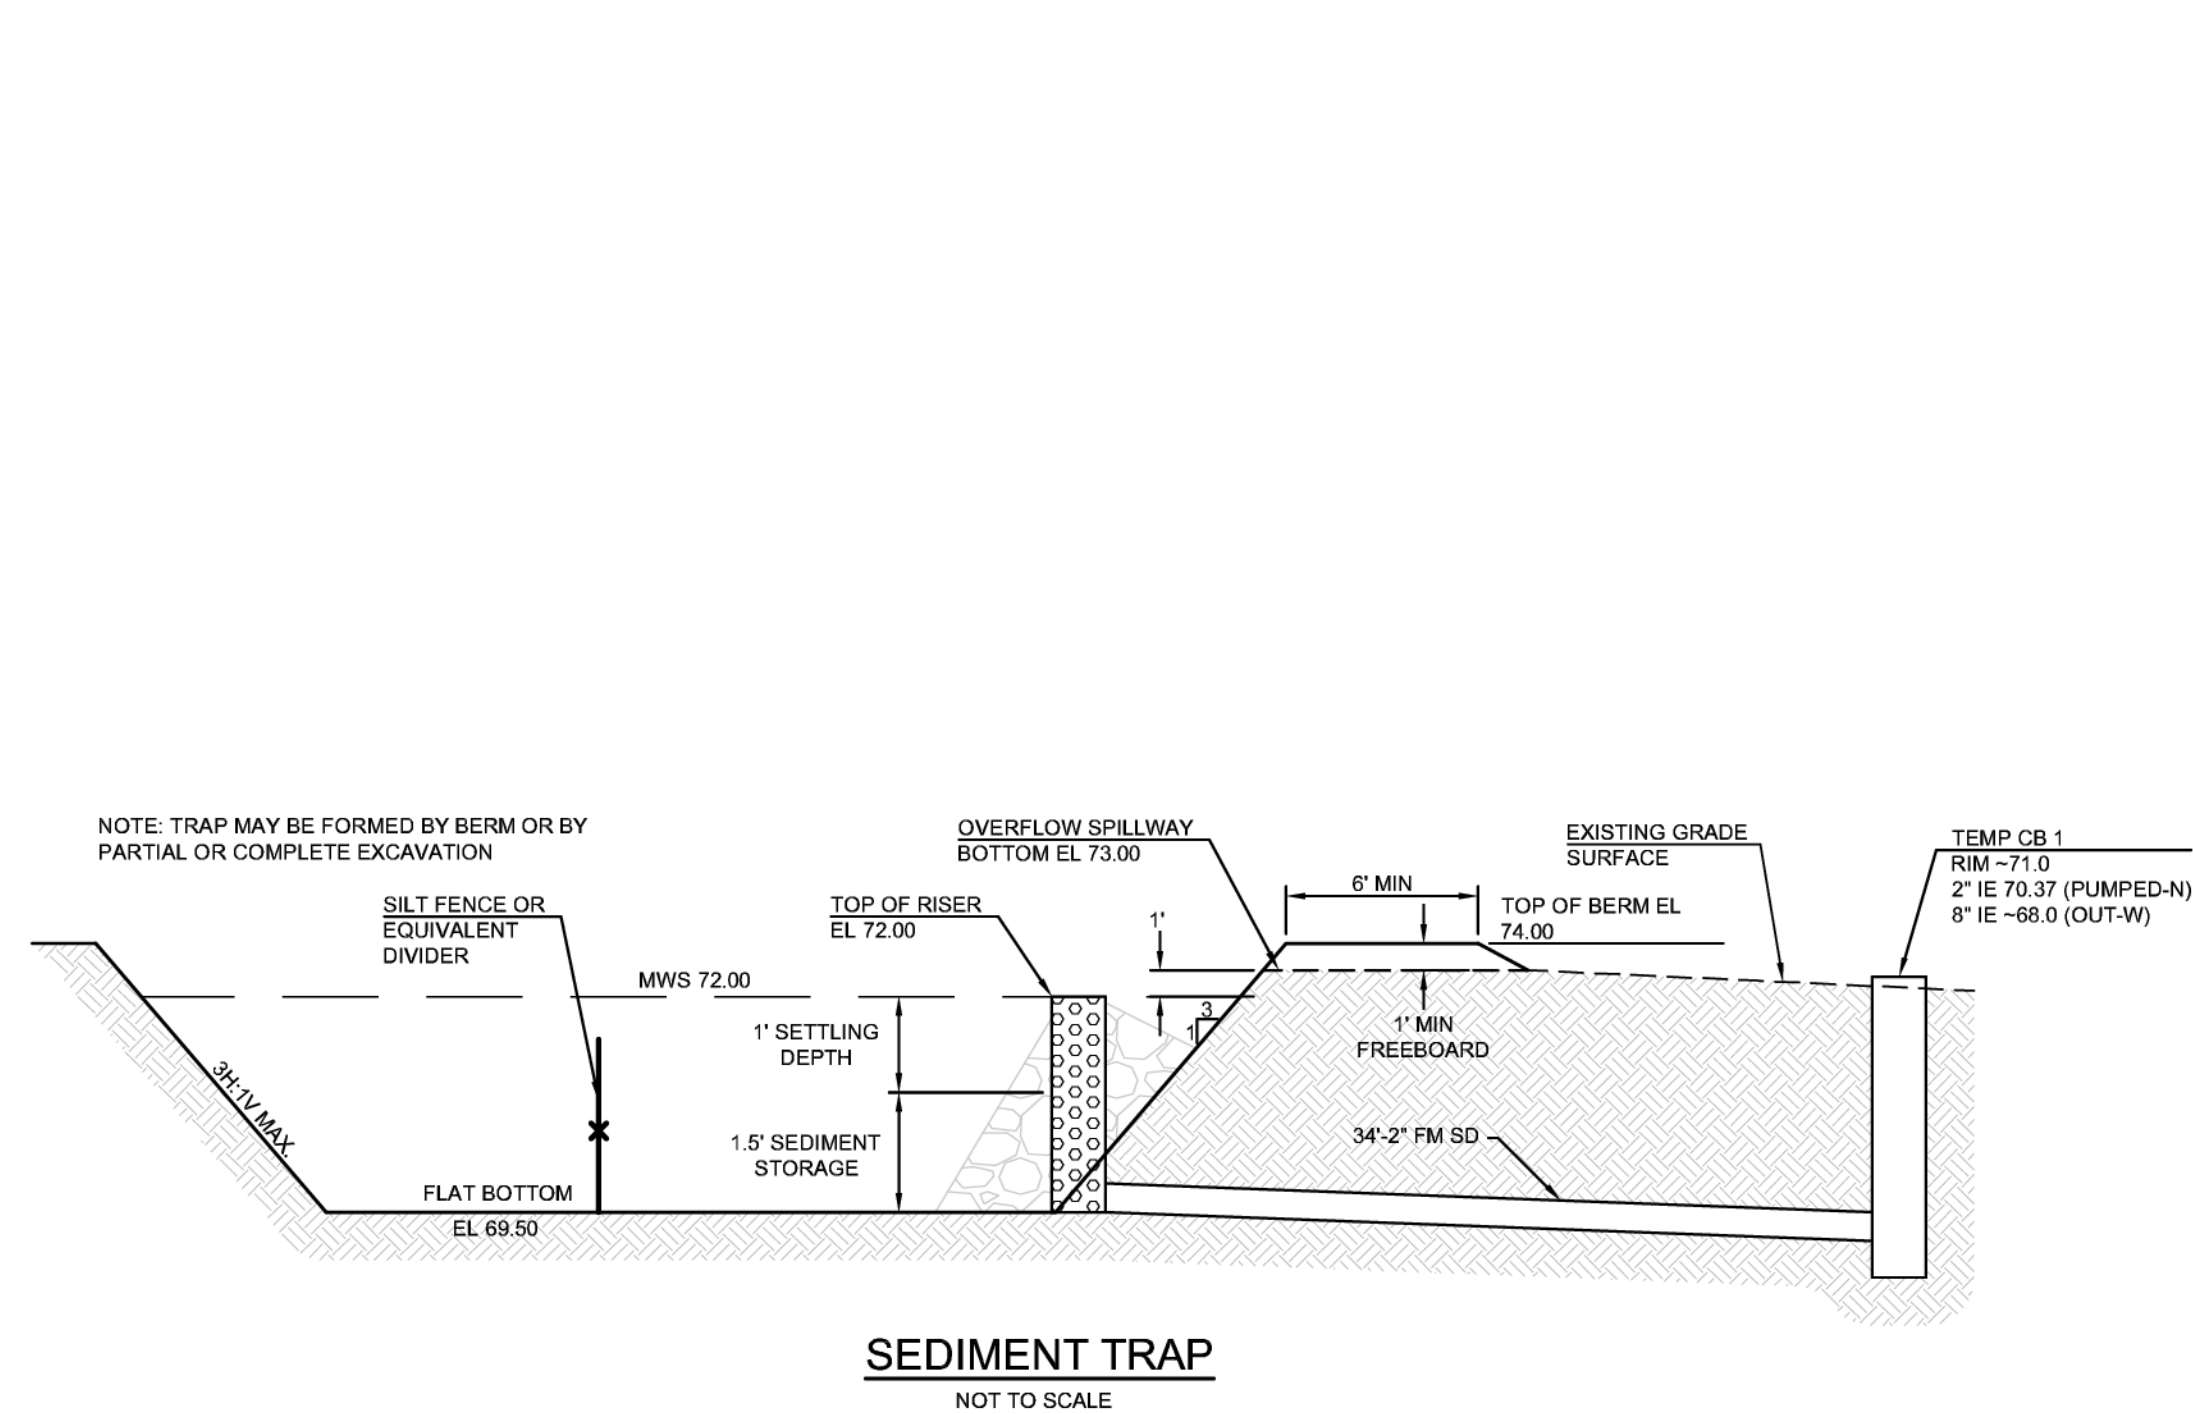 NOTE: TRAP MAY BE FORMED BY BERM OR BY
PARTIAL OR COMPLETE EXCAVATION
SILT FENCE OR
EQUIVALENT
DIVIDER
OVERFLOW SPILLWAY
BOTTOM EL 73.00
TOP OF RISER
EL 72.00
EXISTING GRADE
SURFACE
TEMP CB 1
RIM ~71.0
2" IE 70.37 (PUMPED-N)
8" IE ~68.0 (OUT-W)
6' MIN
TOP OF BERM EL
74.00
1'
MWS 72.00
3
1
1' SETTLING
DEPTH
1' MIN
FREEBOARD
3H:1V MAX.
1.5' SEDIMENT
STORAGE
34'-2" FM SD
FLAT BOTTOM
EL 69.50
SEDIMENT TRAP
NOT TO SCALE